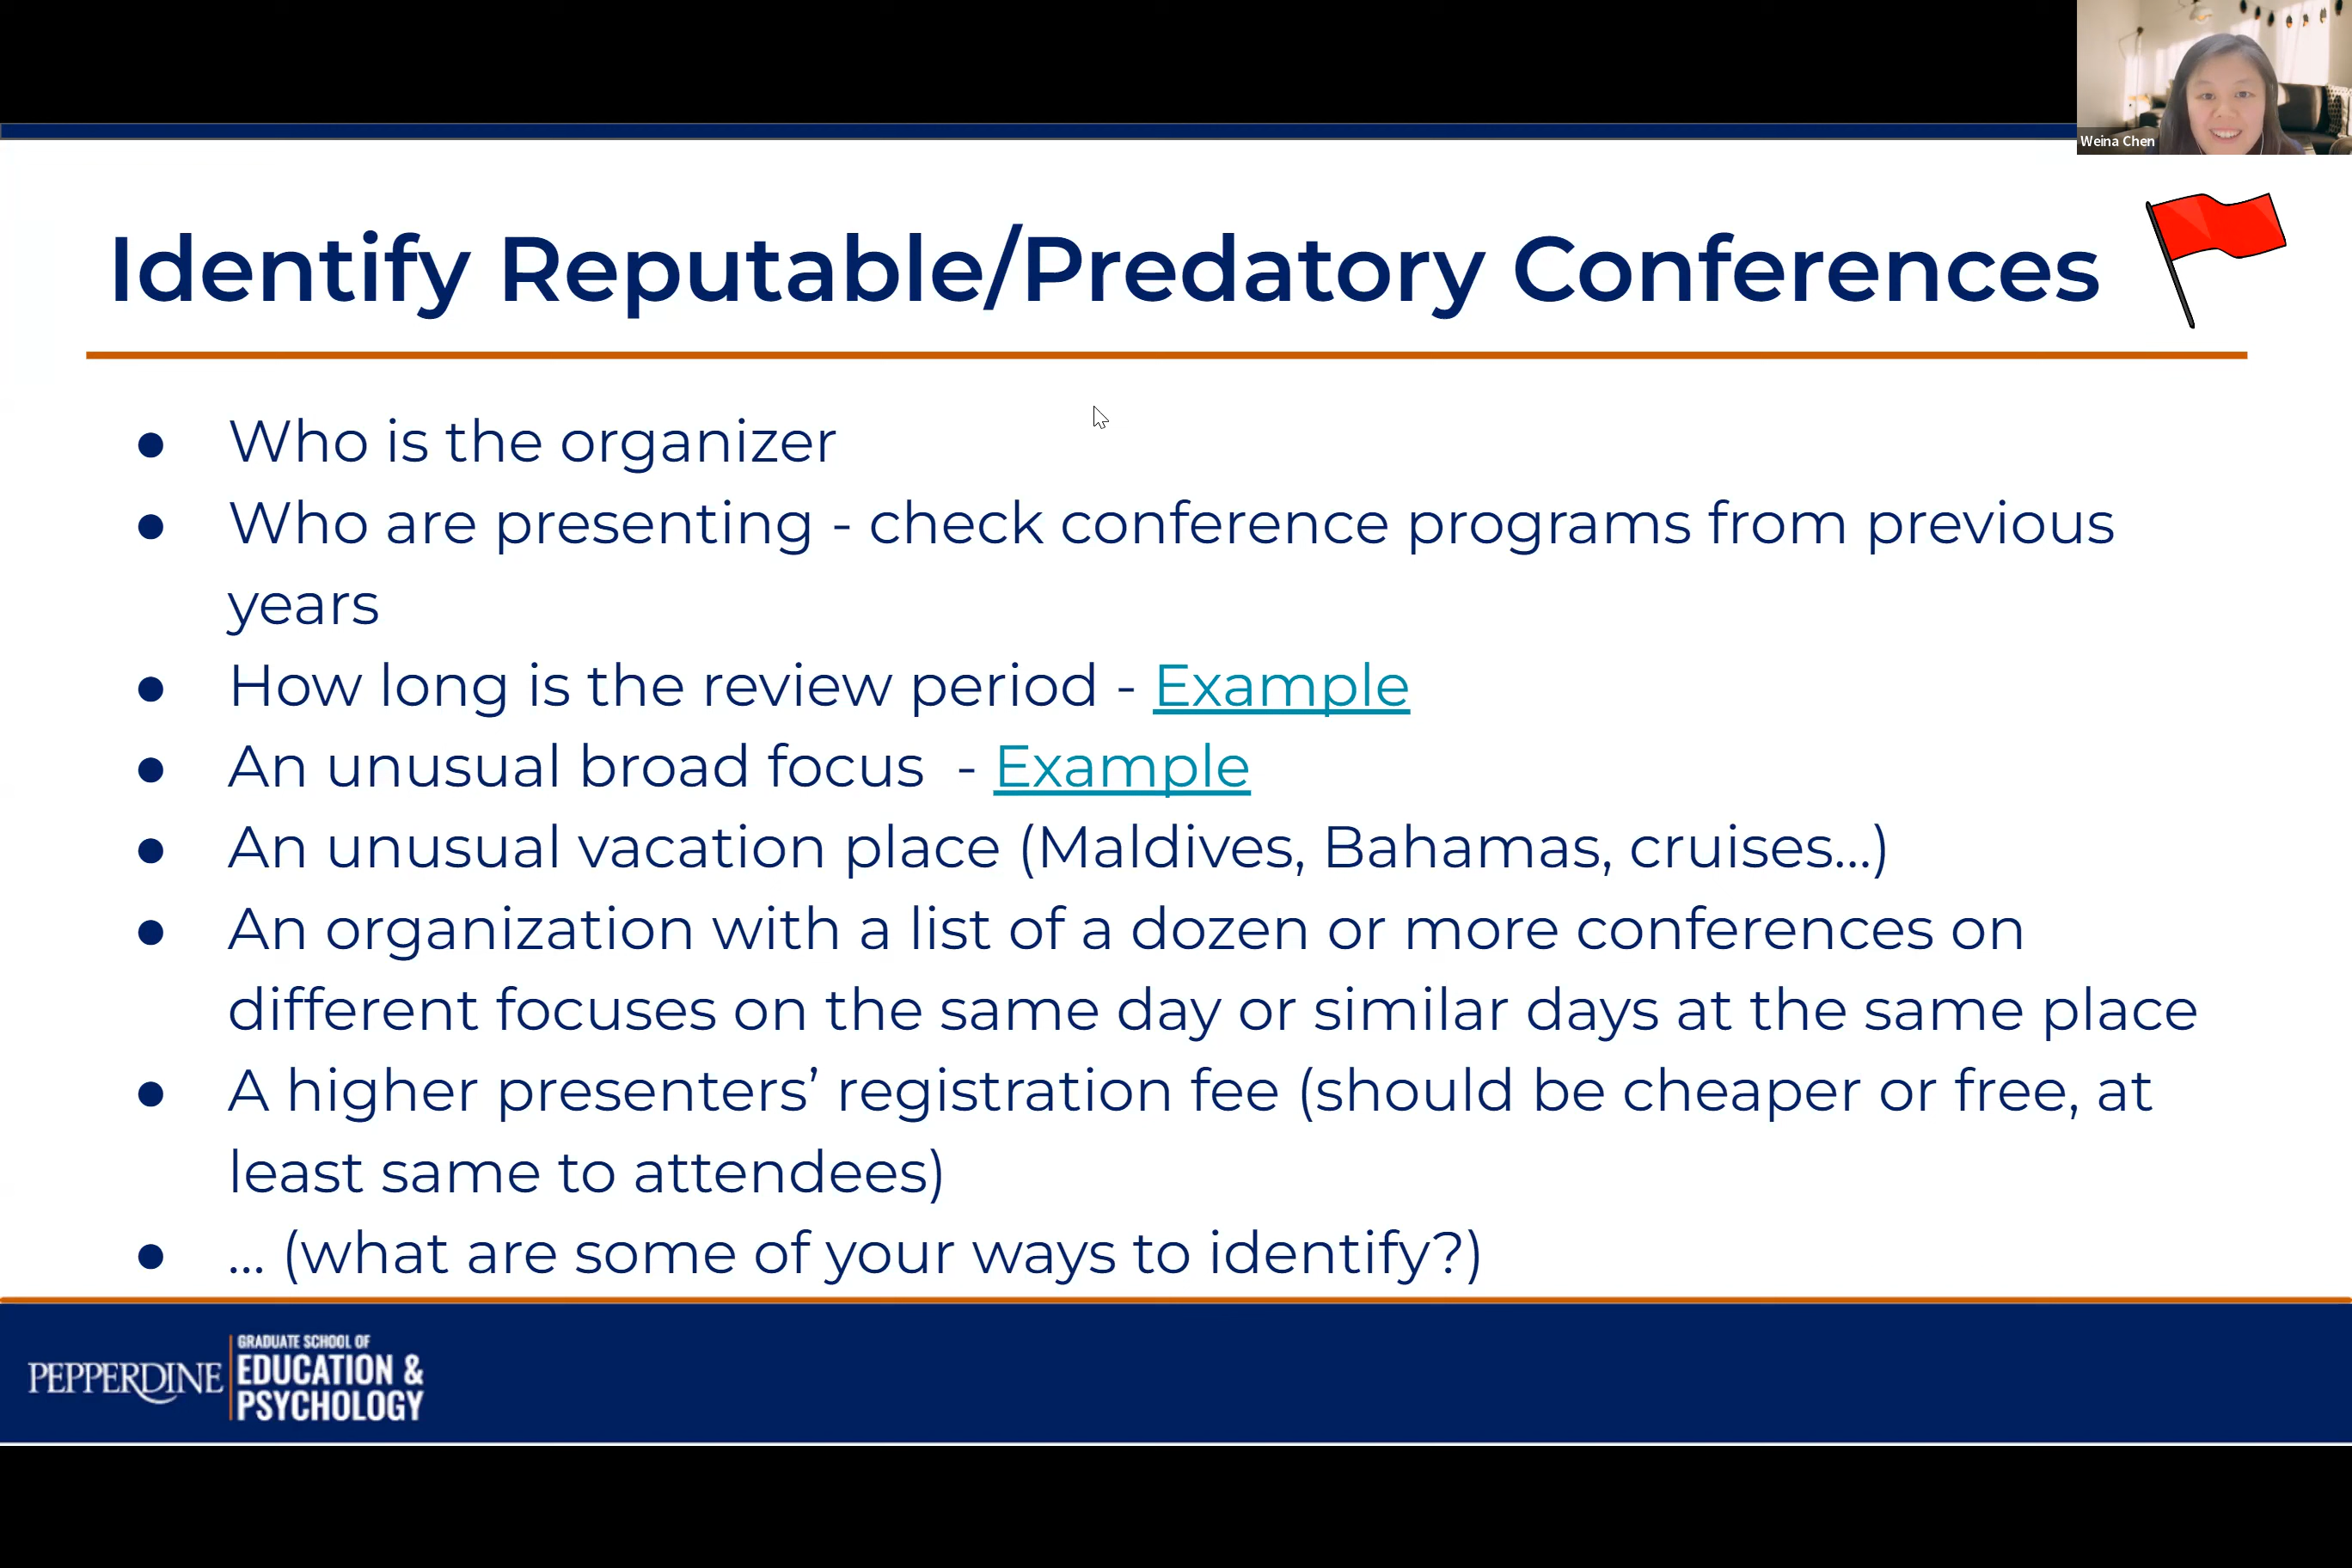 Weina Chen
Identify Reputable/Predatory Conferences
● Who is the organizer
● Who are presenting - check conference programs from previous
years
● How long is the review period - Example
● An unusual broad focus  - Example
● An unusual vacation place (Maldives, Bahamas, cruises...)
● An organization with a list of a dozen or more conferences on
different focuses on the same day or similar days at the same place
● A higher presenters’ registration fee (should be cheaper or free, at
least same to attendees)
● ... (what are some of your ways to identify?)
PEPPERDINE
GRADUATE SCHOOL OF
EDUCATION &
PSYCHOLOGY